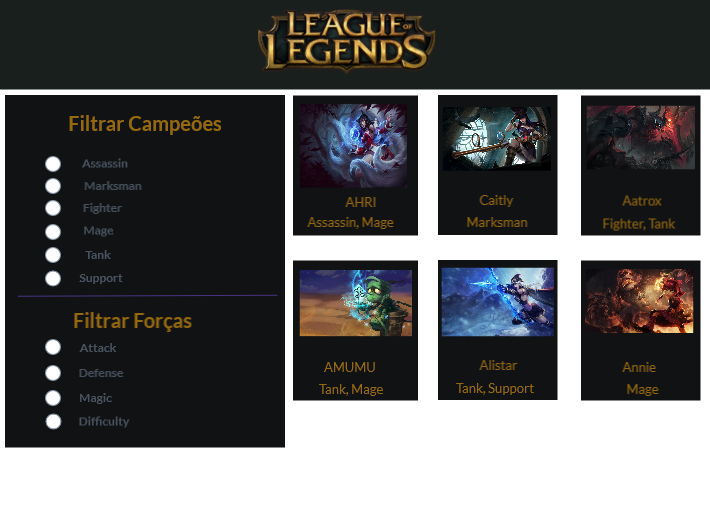 LEAGUE OF
LEGENDS
Filtrar Campeões
Assassin
Marksman
Fighter
Mage
Tank
Support
Filtrar Forças
Attack
Defense
Magic
Difficulty
AHRI
Assassin, Mage
Caitly
Marksman
Aatrox
Fighter, Tank
AMUMU
Tank, Mage
Alistar
Tank, Support
Annie
Mage